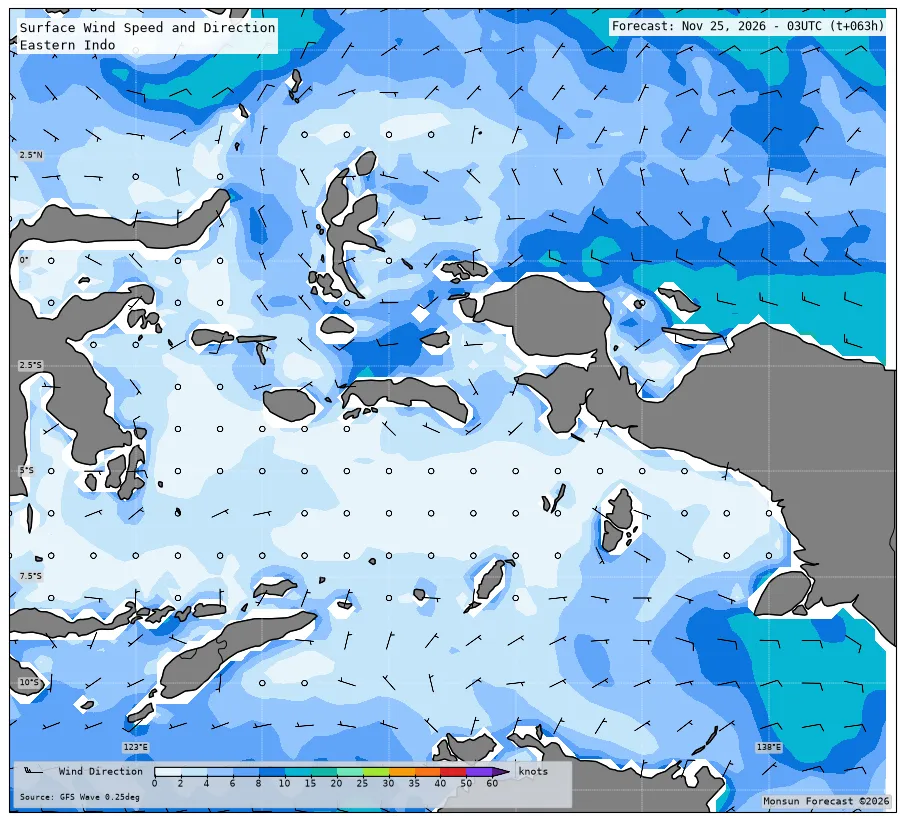 Surface Wind Speed and Direction
Eastern Indo
Forecast: Nov 25, 2026 - 03UTC (t+063h)
2.5°N
0°
2.5°S
5°S
7.5°S
10°S
123°E
138°E
Wind Direction
knots
0 2 4 6 8 10 15 20 25 30 35 40 50 60
Source: GFS Wave 0.25deg
Monsun Forecast ©2026